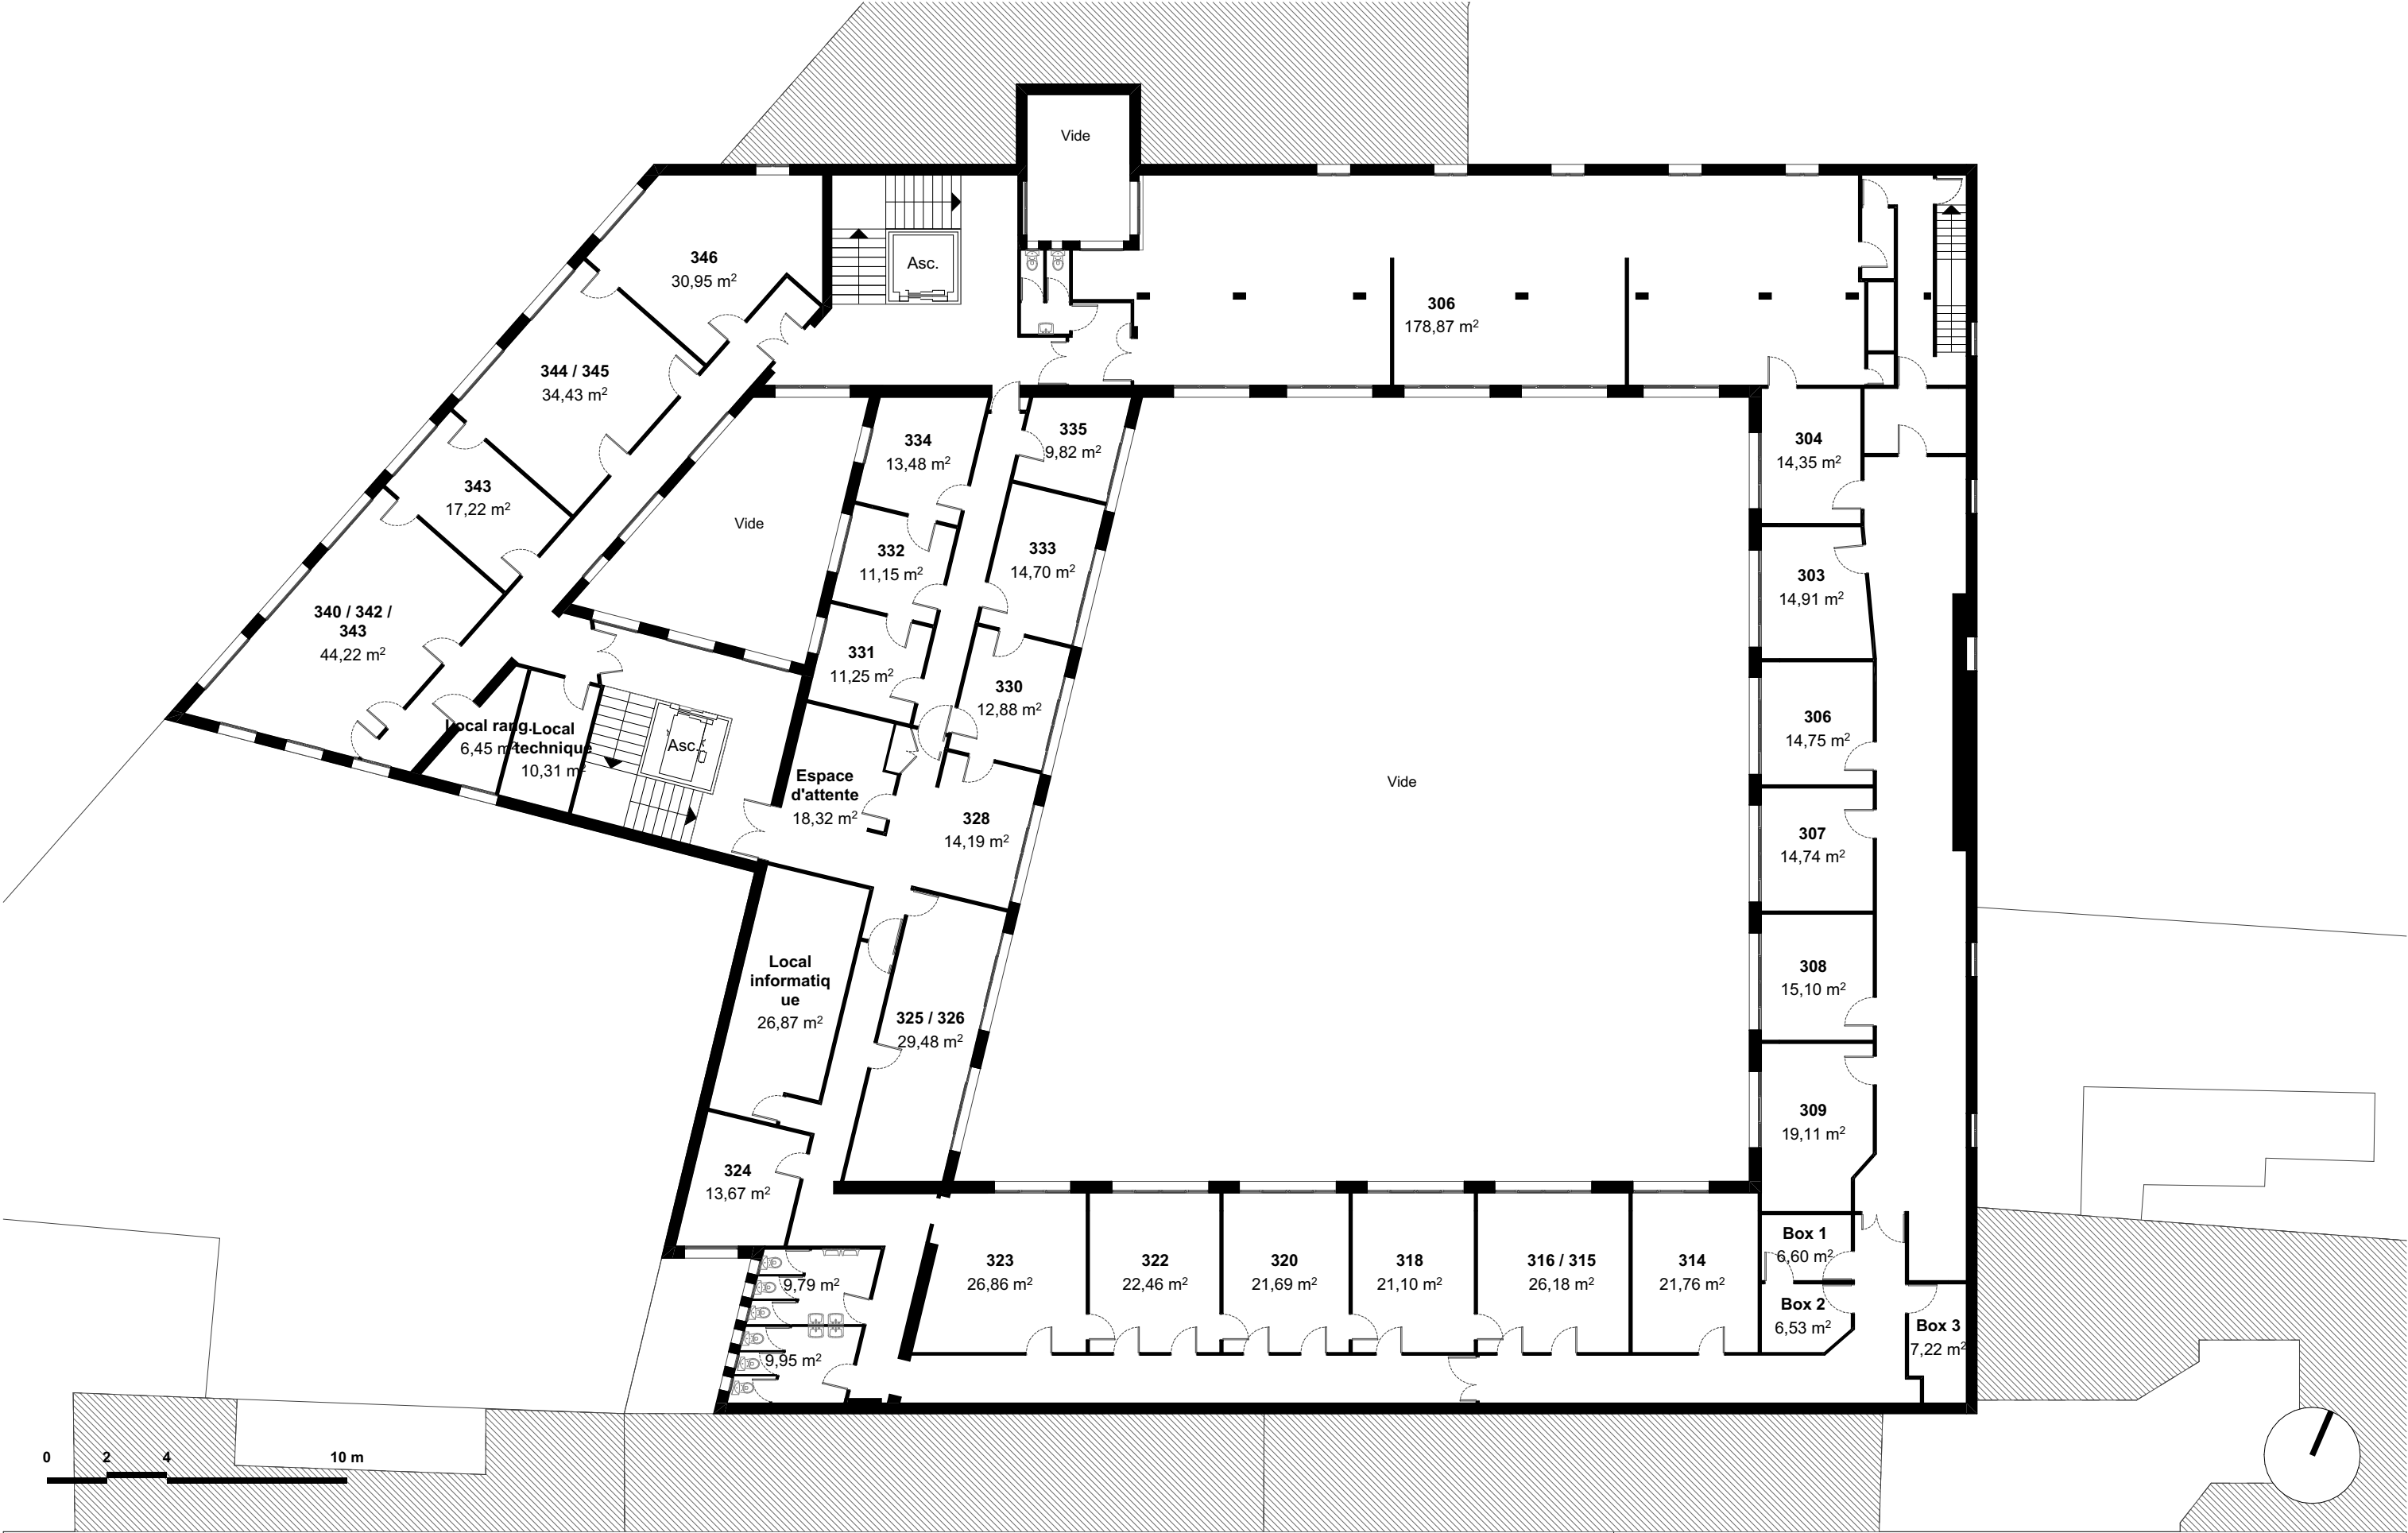 Vide
346
30,95 m²
Asc.
306
178,87 m²
344 / 345
34,43 m²
334
13,48 m²
335
9,82 m²
304
14,35 m²
343
17,22 m²
Vide
332
11,15 m²
333
14,70 m²
303
14,91 m²
340 / 342 /
343
44,22 m²
331
11,25 m²
330
12,88 m²
306
14,75 m²
Local rang.
6,45 m²
Local
technique
10,31 m²
Asc.
Espace
d'attente
18,32 m²
328
14,19 m²
Vide
307
14,74 m²
Local
informatiq
ue
26,87 m²
308
15,10 m²
325 / 326
29,48 m²
309
19,11 m²
324
13,67 m²
323
26,86 m²
322
22,46 m²
320
21,69 m²
318
21,10 m²
316 / 315
26,18 m²
314
21,76 m²
Box 1
6,60 m²
9,79 m²
Box 2
6,53 m²
Box 3
7,22 m²
9,95 m²
0 2 4 10 m